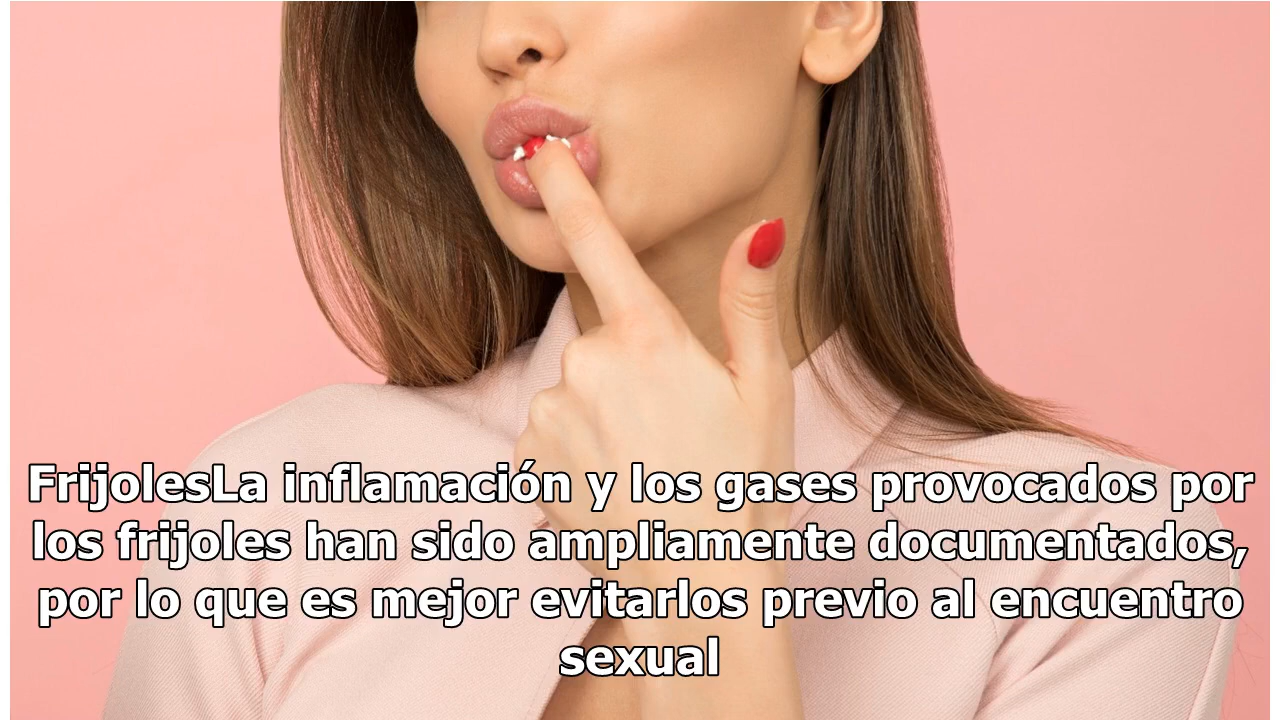 FrijolesLa inflamación y los gases provocados por
los frijoles han sido ampliamente documentados,
por lo que es mejor evitarlos previo al encuentro
sexual